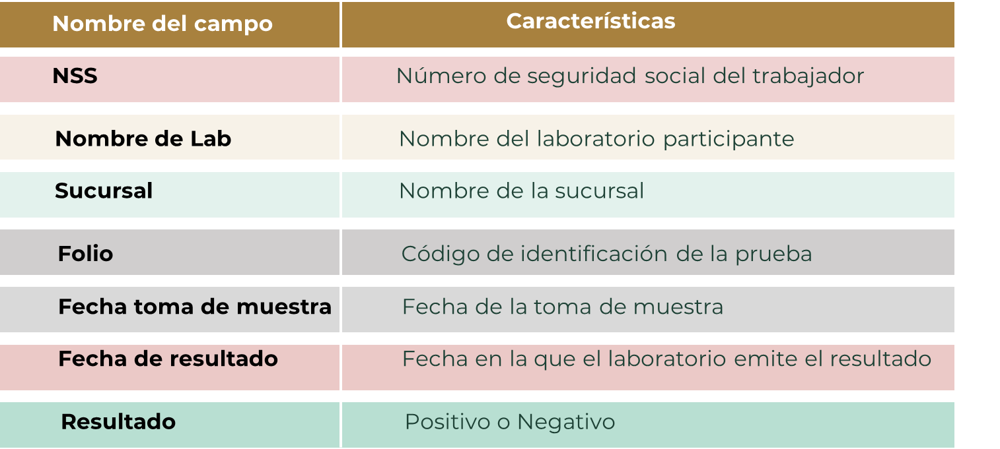 Nombre del campo Características
NSS Número de seguridad social del trabajador
Nombre de Lab Nombre del laboratorio participante
Sucursal Nombre de la sucursal
Folio Código de identificación de la prueba
Fecha toma de muestra Fecha de la toma de muestra
Fecha de resultado Fecha en la que el laboratorio emite el resultado
Resultado Positivo o Negativo